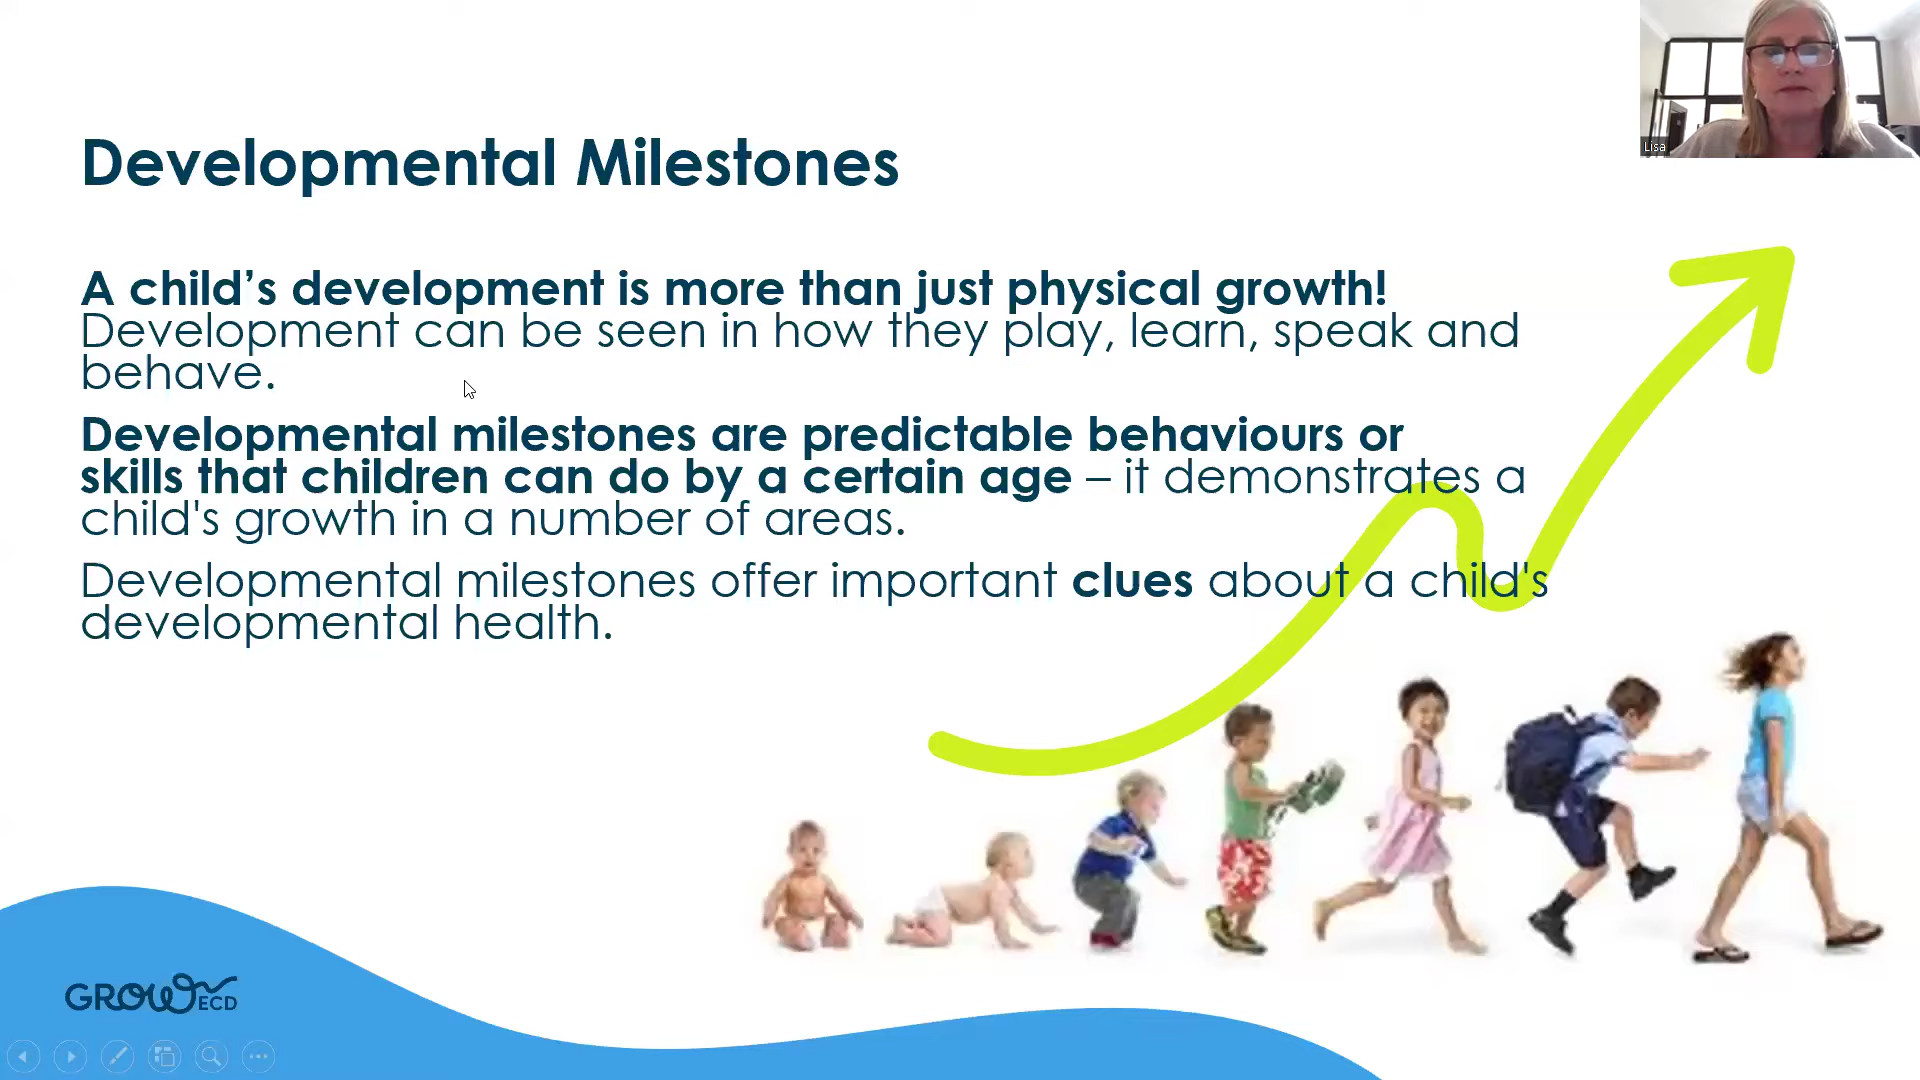 Lisa
Developmental Milestones
A child’s development is more than just physical growth!
Development can be seen in how they play, learn, speak and
behave.
Developmental milestones are predictable behaviours or
skills that children can do by a certain age – it demonstrates a
child's growth in a number of areas.
Developmental milestones offer important clues about a child's
developmental health.
GROW ECD